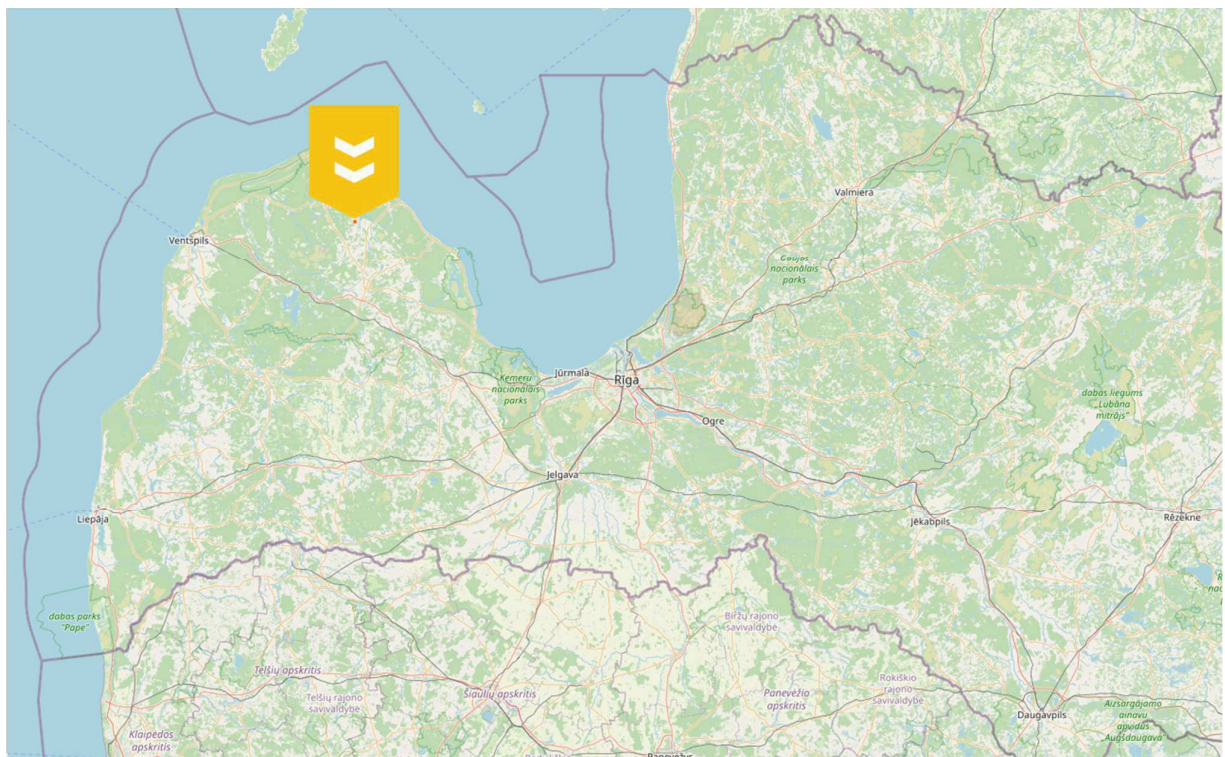 Valmiera
Ventspils
Gaujas
nacionālais
parks
Jūrmala
Ķemeru
nacionālais
parks
Rīga
dabas liegums
„Lubāna
mitrājs"
Ogre
Jelgava
Liepāja
Jēkabpils
Rēzekne
dabas parks
"Pape"
Biržų rajono
savivaldybė
Telšių apskritis
Telšių rajono
savivaldybė
Šiaulių apskritis
Panevėžio
apskritis
Rokiškio
rajono
savivaldybė
Daugavpils
Aizsargājamo
ainavu
apvidus
„Augšdaugava"
Klaipėdos
apskritis